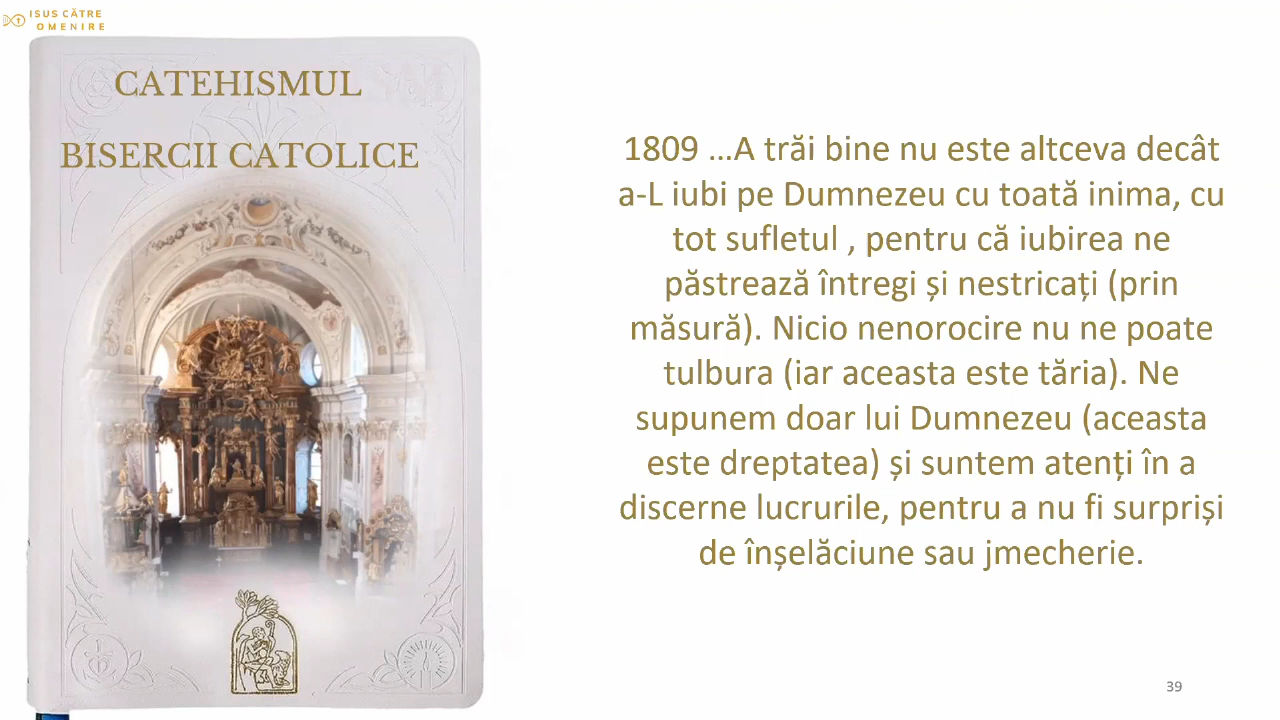 ISUS CĂTRE
OMENIRE
CATEHISMUL
BISERCII CATOLICE
1809 …A trăi bine nu este altceva decât
a-L iubi pe Dumnezeu cu toată inima, cu
tot sufletul , pentru că iubirea ne
păstrează întregi și nestricați (prin
măsură). Nicio nenorocire nu ne poate
tulbura (iar aceasta este tăria). Ne
supunem doar lui Dumnezeu (aceasta
este dreptatea) și suntem atenți în a
discerne lucrurile, pentru a nu fi surpriși
de înșelăciune sau jmecherie.
39